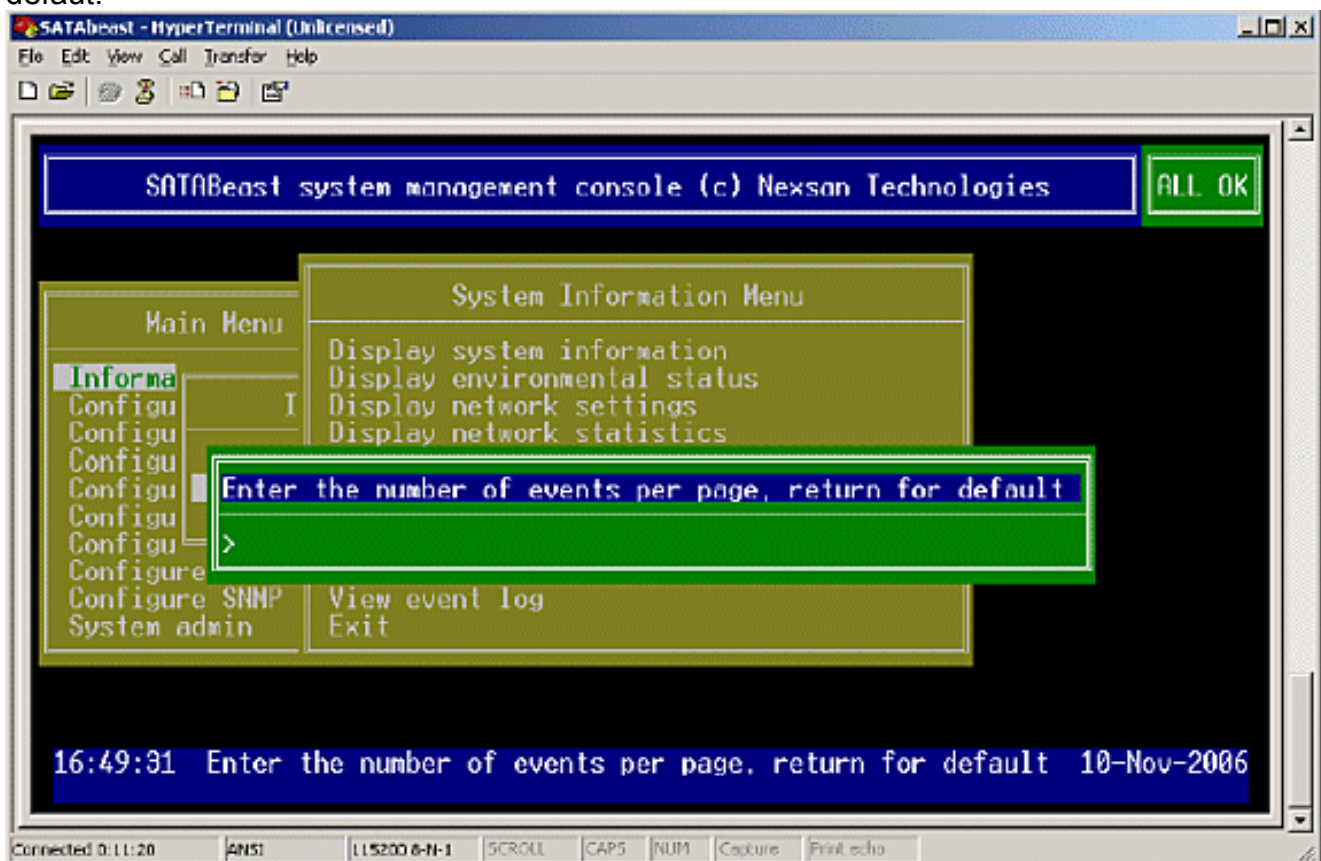 default.
SATAbeast - HyperTerminal (Unlicensed)
File Edit View Call Transfer Help
SATABeast system management console (c) Nexsan Technologies
ALL OK
System Information Menu
Main Menu
Display system information
Informa
Display environmental status
Configu I
Display network settings
Configu
Display network statistics
Configu
Configu
Enter the number of events per page, return for default
Configu
Configu
>
Configure
Configure SNMP
View event log
System admin
Exit
16:49:31 Enter the number of events per page, return for default 10-Nov-2006
Connected 0:11:20 ANSI 115200 8-N-1 SCROLL CAPS NUM Capture Print echo